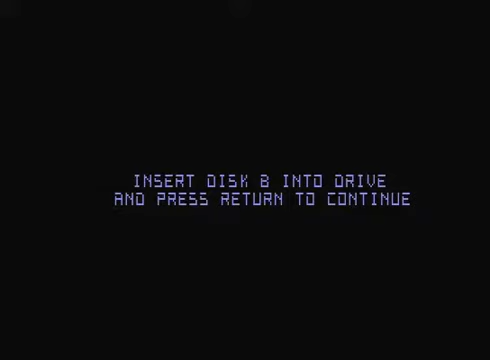 INSERT DISK B INTO DRIVE
AND PRESS RETURN TO CONTINUE